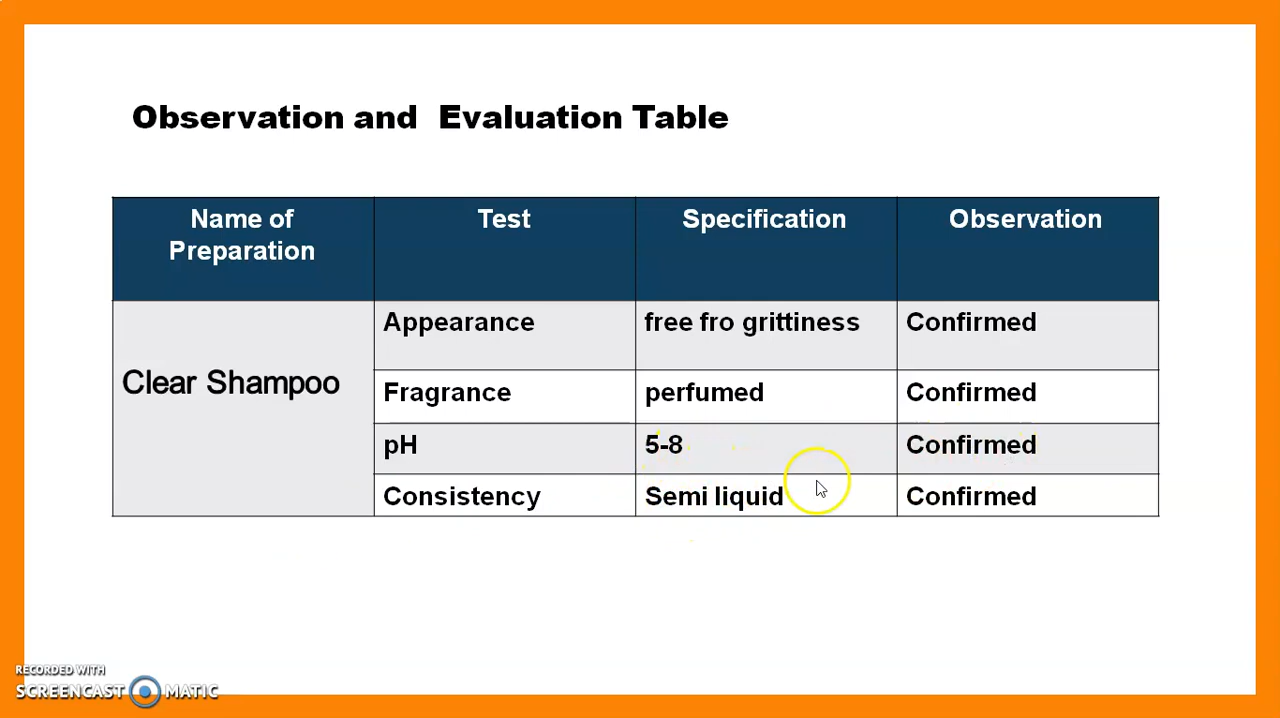 Observation and Evaluation Table
Name of Preparation Test Specification Observation
Clear Shampoo
Appearance free fro grittiness Confirmed
Fragrance perfumed Confirmed
pH 5-8 Confirmed
Consistency Semi liquid Confirmed
RECORDED WITH
SCREENCAST MATIC